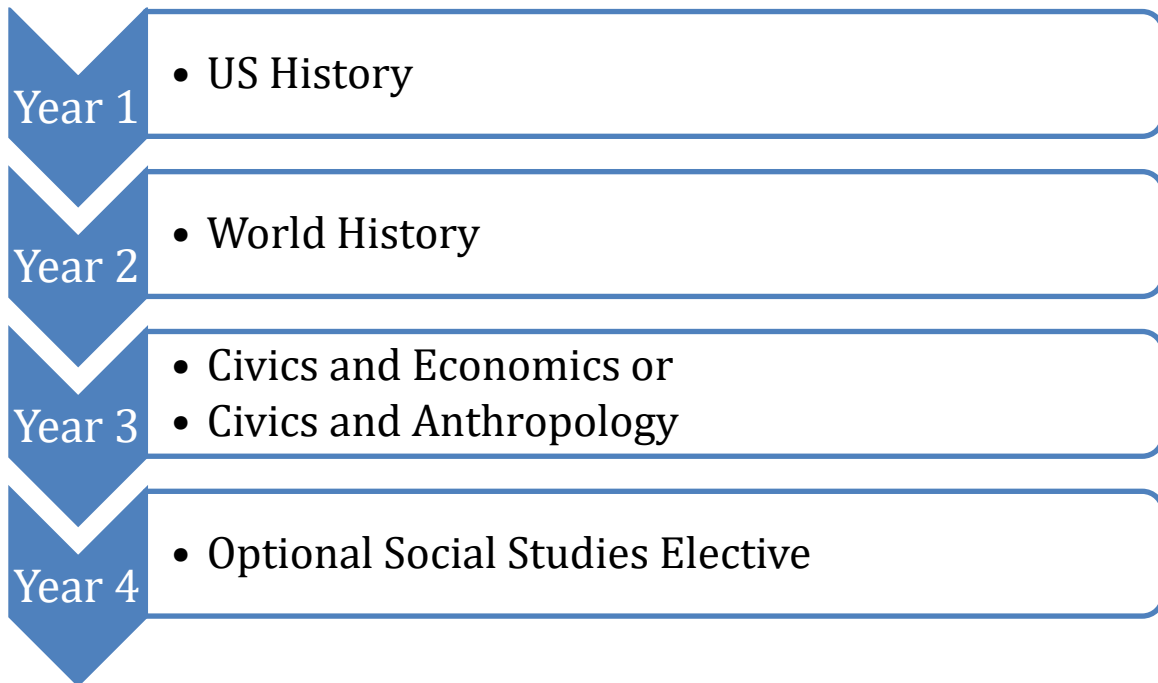 Year 1
• US History
Year 2
• World History
Year 3
• Civics and Economics or
• Civics and Anthropology
Year 4
• Optional Social Studies Elective